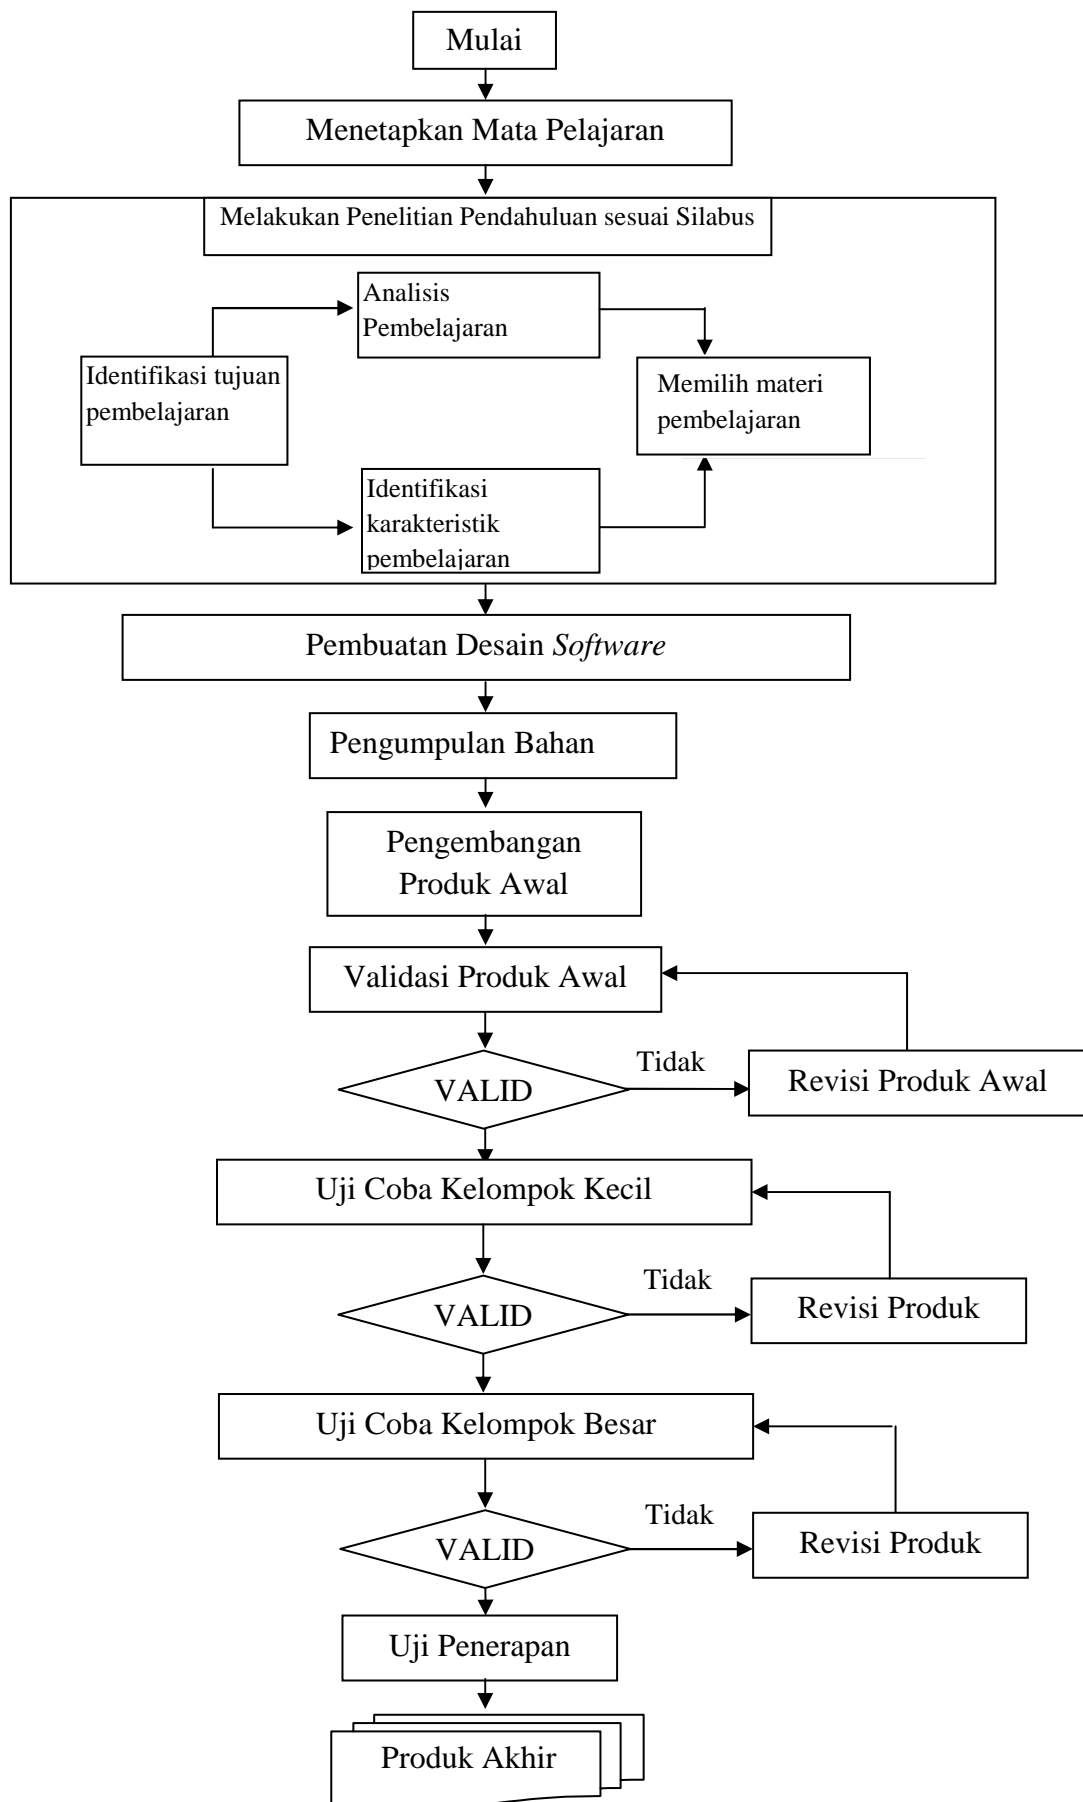 Mulai
Menetapkan Mata Pelajaran
Melakukan Penelitian Pendahuluan sesuai Silabus
Analisis
Pembelajaran
Identifikasi tujuan
pembelajaran
Memilih materi
pembelajaran
Identifikasi
karakteristik
pembelajaran
Pembuatan Desain Software
Pengumpulan Bahan
Pengembangan
Produk Awal
Validasi Produk Awal
Tidak
VALID
Revisi Produk Awal
Uji Coba Kelompok Kecil
Tidak
VALID
Revisi Produk
Uji Coba Kelompok Besar
Tidak
VALID
Revisi Produk
Uji Penerapan
Produk Akhir